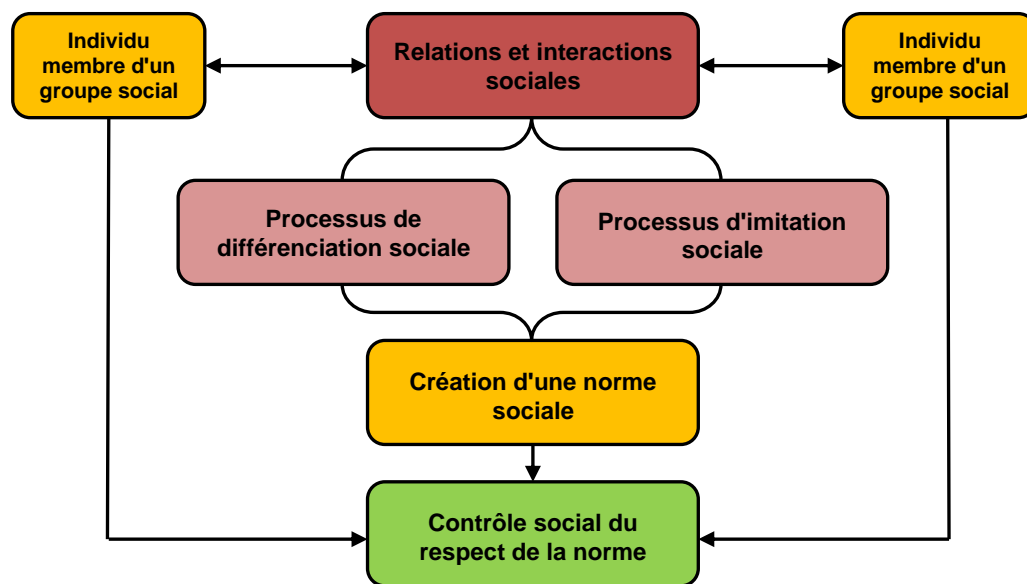 Individu
membre d'un
groupe social
Relations et interactions
sociales
Individu
membre d'un
groupe social
Processus de
différenciation sociale
Processus d'imitation
sociale
Création d'une norme
sociale
Contrôle social du
respect de la norme